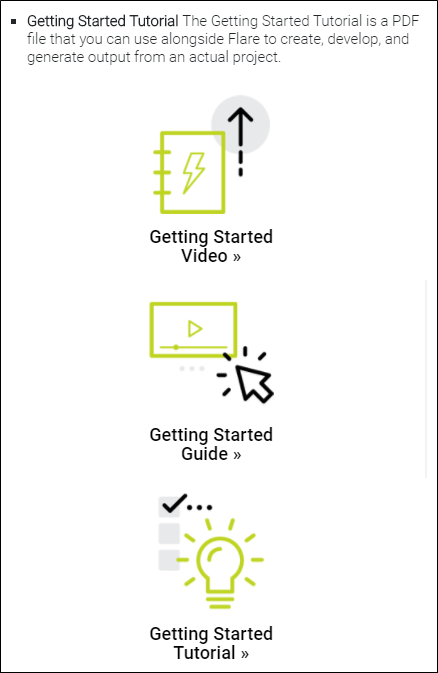 ▪ Getting Started Tutorial The Getting Started Tutorial is a PDF
file that you can use alongside Flare to create, develop, and
generate output from an actual project.
Getting Started
Video »
Getting Started
Guide »
Getting Started
Tutorial »